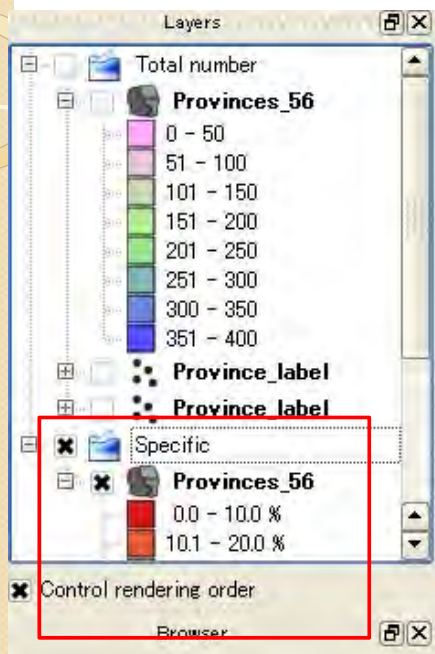 Layers
Total number
Provinces_56
0 - 50
51 - 100
101 - 150
151 - 200
201 - 250
251 - 300
300 - 350
351 - 400
Province_label
Province_label
Specific
Provinces_56
0.0 - 10.0 %
10.1 - 20.0 %
Control rendering order
Browser